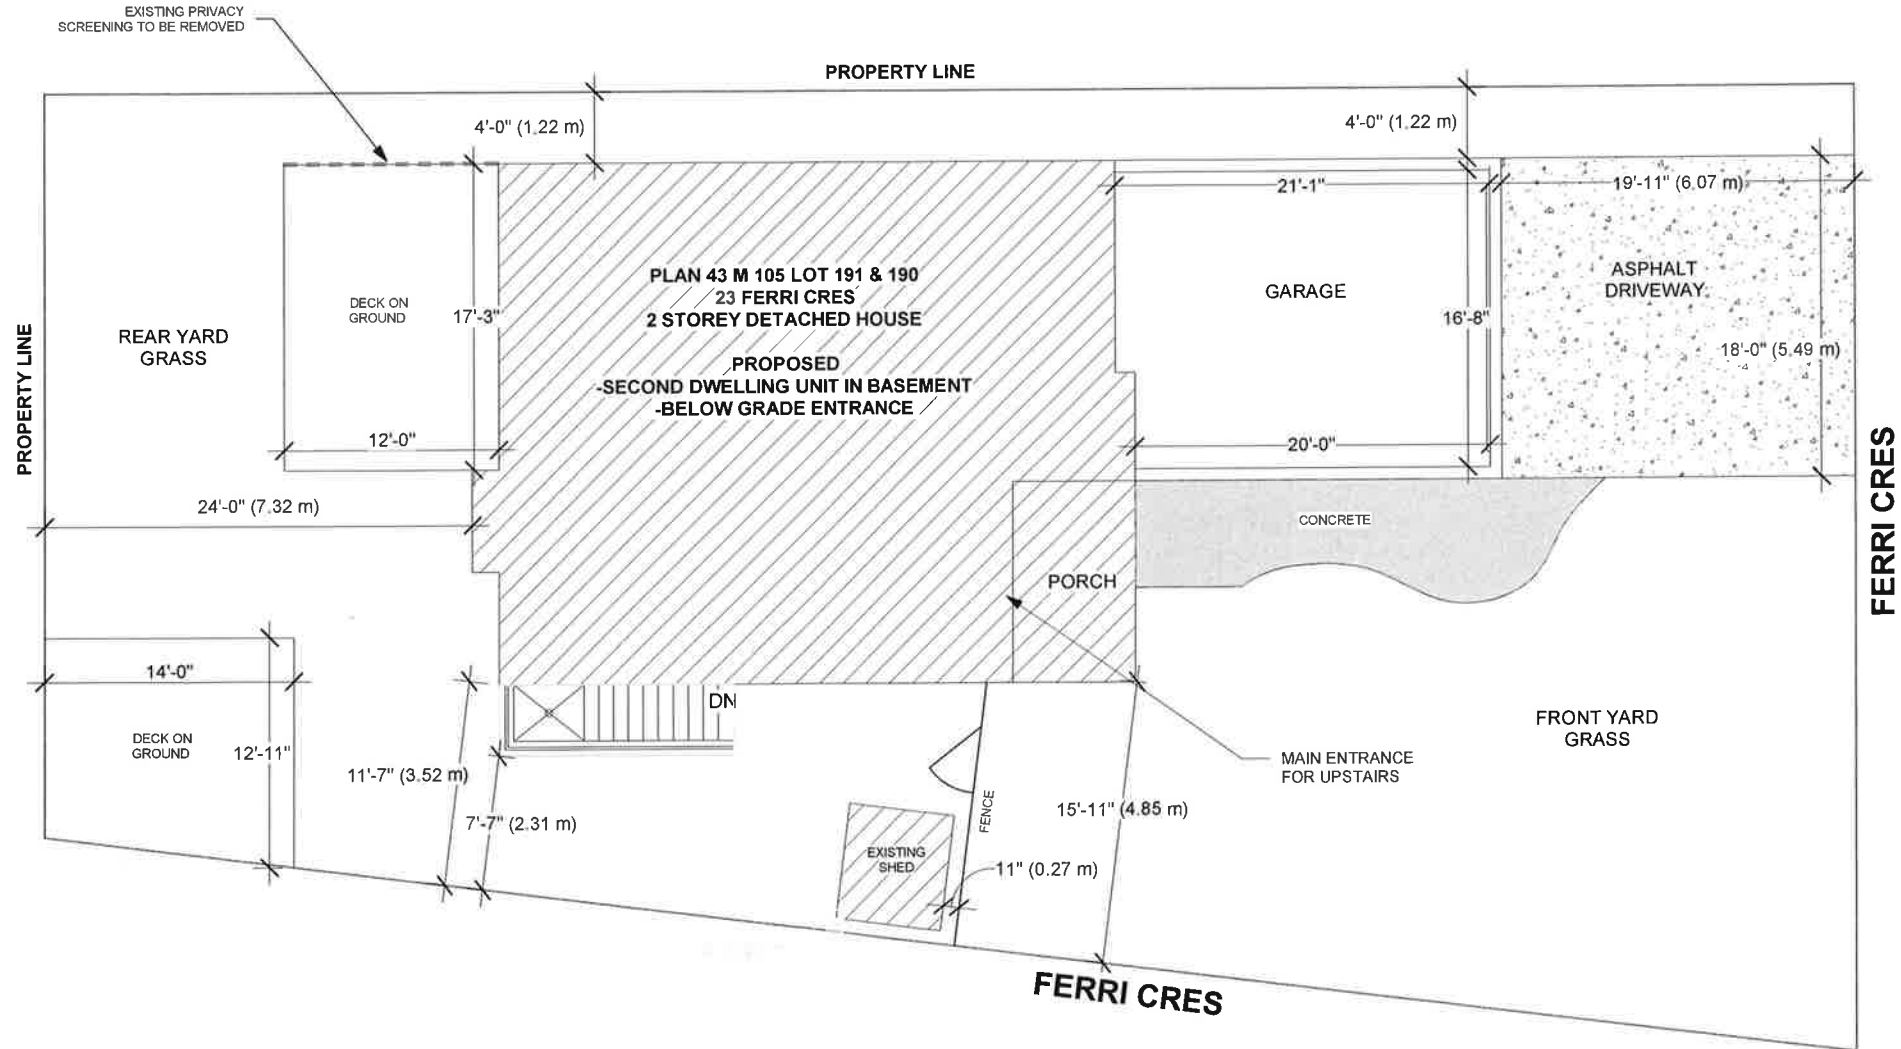 EXISTING PRIVACY
SCREENING TO BE REMOVED
PROPERTY LINE
4'-0" (1.22 m)
4'-0" (1.22 m)
21'-1"
19'-11" (6.07 m)
PLAN 43 M 105 LOT 191 & 190
23 FERRI CRES
2 STOREY DETACHED HOUSE
PROPOSED
-SECOND DWELLING UNIT IN BASEMENT
-BELOW GRADE ENTRANCE
DECK ON
GROUND
17'-3"
GARAGE
16'-8"
ASPHALT
DRIVEWAY
18'-0" (5.49 m)
REAR YARD
GRASS
PROPERTY LINE
12'-0"
20'-0"
24'-0" (7.32 m)
CONCRETE
FERRI CRES
PORCH
14'-0"
DN
DECK ON
GROUND
12'-11"
11'-7" (3.52 m)
7'-7" (2.31 m)
FENCE
15'-11" (4.85 m)
MAIN ENTRANCE
FOR UPSTAIRS
FRONT YARD
GRASS
EXISTING
SHED
11" (0.27 m)
FERRI CRES